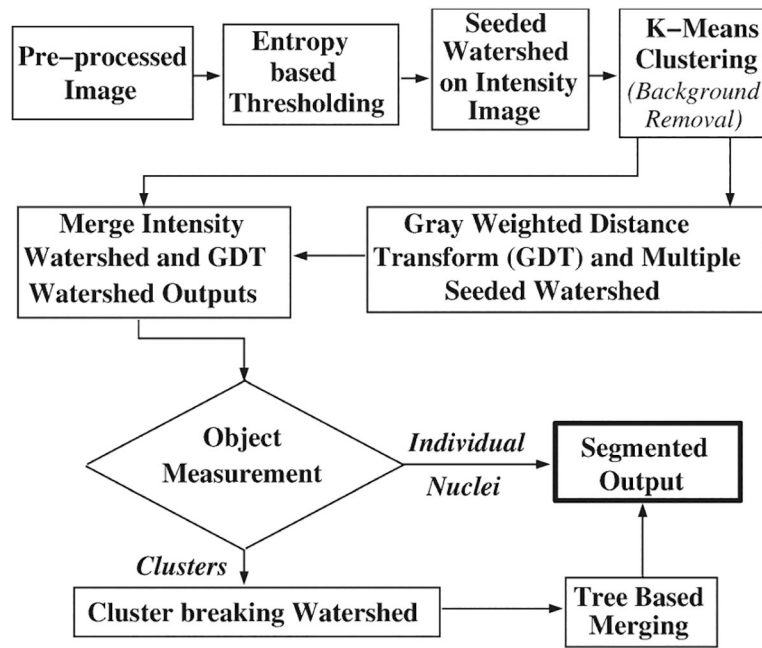 Pre−processed
Image
Entropy
based
Thresholding
Seeded
Watershed
on Intensity
Image
K−Means
Clustering
(Background
Removal)
Merge Intensity
Watershed and GDT
Watershed Outputs
Gray Weighted Distance
Transform (GDT) and Multiple
Seeded Watershed
Object
Measurement
Individual
Nuclei
Segmented
Output
Clusters
Cluster breaking Watershed
Tree Based
Merging